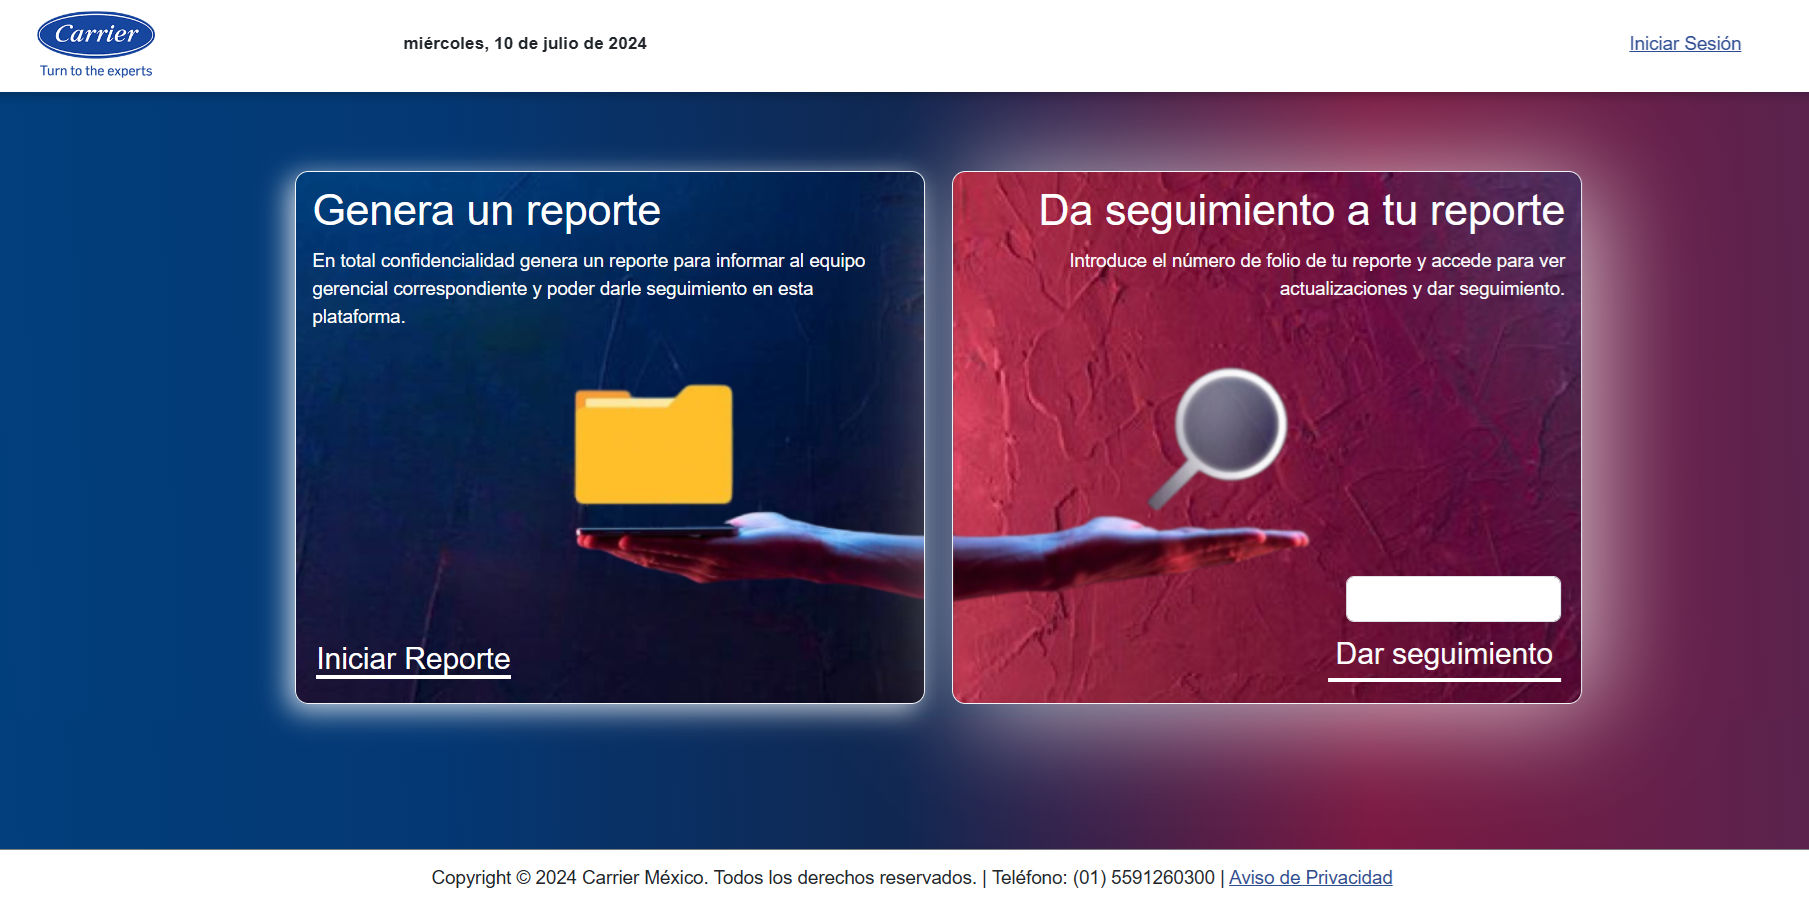 Carrier
Turn to the experts
miércoles, 10 de julio de 2024
Iniciar Sesión
Genera un reporte
En total confidencialidad genera un reporte para informar al equipo
gerencial correspondiente y poder darle seguimiento en esta
plataforma.
Iniciar Reporte
Da seguimiento a tu reporte
Introduce el número de folio de tu reporte y accede para ver
actualizaciones y dar seguimiento.
Dar seguimiento
Copyright © 2024 Carrier México. Todos los derechos reservados. | Teléfono: (01) 5591260300 | Aviso de Privacidad